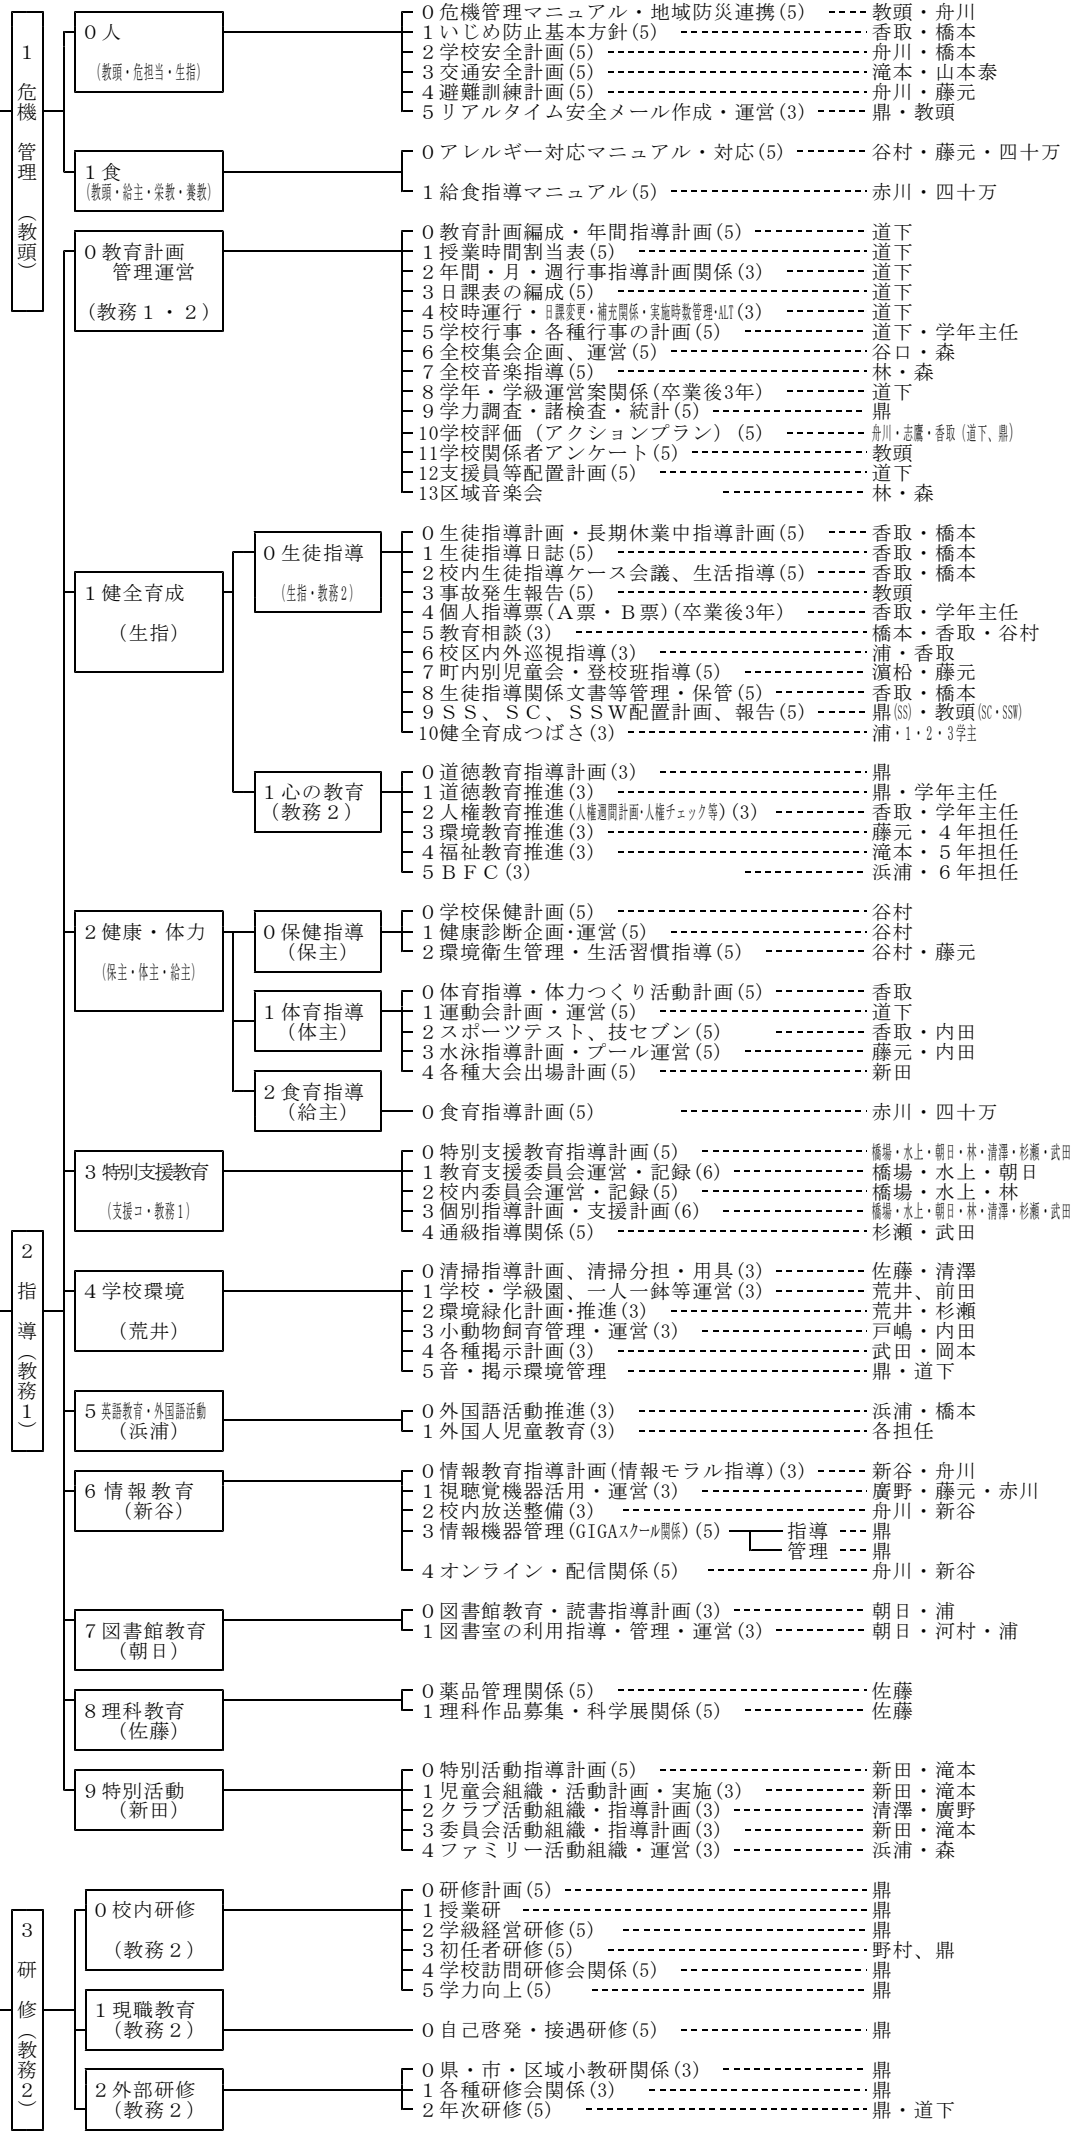 1 危機 管理 (教頭)
0人
(教頭・危担当・生指)
0危機管理マニュアル・地域防災連携(5) 教頭・舟川
1いじめ防止基本方針(5) 香取・橋本
2学校安全計画(5) 舟川・橋本
3交通安全計画(5) 滝本・山本泰
4避難訓練計画(5) 舟川・藤元
5リアルタイム安全メール作成・運営(3) 鼎・教頭
1食
(教頭・給主・栄教・養教)
0アレルギー対応マニュアル・対応(5) 谷村・藤元・四十万
1給食指導マニュアル(5) 赤川・四十万
2 指導(教務1)
0教育計画
管理運営
(教務1・2)
0教育計画編成・年間指導計画(5) 道下
1授業時間割当表(5) 道下
2年間・月・週行事指導計画関係(3) 道下
3日課表の編成(5) 道下
4校時運行・日課変更・補充関係・実施時数管理・ALT(3) 道下
5学校行事・各種行事の計画(5) 道下・学年主任
6全校集会企画、運営(5) 谷口・森
7全校音楽指導(5) 林・森
8学年・学級運営案関係(卒業後3年) 道下
9学力調査・諸検査・統計(5) 鼎
10学校評価(アクションプラン)(5) 舟川・志鷹・香取(道下、鼎)
11学校関係者アンケート(5) 教頭
12支援員等配置計画(5) 道下
13区域音楽会 林・森
1健全育成
(生指)
0生徒指導
(生指・教務2)
0生徒指導計画・長期休業中指導計画(5) 香取・橋本
1生徒指導日誌(5) 香取・橋本
2校内生徒指導ケース会議、生活指導(5) 香取・橋本
3事故発生報告(5) 教頭
4個人指導票(A票・B票)(卒業後3年) 香取・学年主任
5教育相談(3) 橋本・香取・谷村
6校区内外巡視指導(3) 浦・香取
7町内別児童会・登校班指導(5) 濵松・藤元
8生徒指導関係文書等管理・保管(5) 香取・橋本
9SS、SC、SSW配置計画、報告(5) 鼎(SS)・教頭(SC・SSW)
10健全育成つばさ(3) 浦・1・2・3学主
1心の教育
(教務2)
0道徳教育指導計画(3) 鼎
1道徳教育推進(3) 鼎・学年主任
2人権教育推進(人権週間計画・人権チェック等)(3) 香取・学年主任
3環境教育推進(3) 藤元・4年担任
4福祉教育推進(3) 滝本・5年担任
5BFC(3) 浜浦・6年担任
2健康・体力
(保主・体主・給主)
0保健指導
(保主)
0学校保健計画(5) 谷村
1健康診断企画・運営(5) 谷村
2環境衛生管理・生活習慣指導(5) 谷村・藤元
1体育指導
(体主)
0体育指導・体力つくり活動計画(5) 香取
1運動会計画・運営(5) 道下
2スポーツテスト、技セブン(5) 香取・内田
3水泳指導計画・プール運営(5) 藤元・内田
4各種大会出場計画(5) 新田
2食育指導
(給主)
0食育指導計画(5) 赤川・四十万
3特別支援教育
(支援コ・教務1)
0特別支援教育指導計画(5) 橋場・水上・朝日・林・清澤・杉瀬・武田
1教育支援委員会運営・記録(6) 橋場・水上・朝日
2校内委員会運営・記録(5) 橋場・水上・林
3個別指導計画・支援計画(6) 橋場・水上・朝日・林・清澤・杉瀬・武田
4通級指導関係(5) 杉瀬・武田
4学校環境
(荒井)
0清掃指導計画、清掃分担・用具(3) 佐藤・清澤
1学校・学級園、一人一鉢等運営(3) 荒井、前田
2環境緑化計画・推進(3) 荒井・杉瀬
3小動物飼育管理・運営(3) 戸嶋・内田
4各種掲示計画(3) 武田・岡本
5音・掲示環境管理 鼎・道下
5英語教育・外国語活動
(浜浦)
0外国語活動推進(3) 浜浦・橋本
1外国人児童教育(3) 各担任
6情報教育
(新谷)
0情報教育指導計画(情報モラル指導)(3) 新谷・舟川
1視聴覚機器活用・運営(3) 廣野・藤元・赤川
2校内放送整備(3) 舟川・新谷
3情報機器管理(GIGAスクール関係)(5) 指導 鼎
管理 鼎
4オンライン・配信関係(5) 舟川・新谷
7図書館教育
(朝日)
0図書館教育・読書指導計画(3) 朝日・浦
1図書室の利用指導・管理・運営(3) 朝日・河村・浦
8理科教育
(佐藤)
0薬品管理関係(5) 佐藤
1理科作品募集・科学展関係(5) 佐藤
9特別活動
(新田)
0特別活動指導計画(5) 新田・滝本
1児童会組織・活動計画・実施(3) 新田・滝本
2クラブ活動組織・指導計画(3) 清澤・廣野
3委員会活動組織・指導計画(3) 新田・滝本
4ファミリー活動組織・運営(3) 浜浦・森
3 研修(教務2)
0校内研修
(教務2)
0研修計画(5) 鼎
1授業研 鼎
2学級経営研修(5) 鼎
3初任者研修(5) 野村、鼎
4学校訪問研修会関係(5) 鼎
5学力向上(5) 鼎
1現職教育
(教務2)
0自己啓発・接遇研修(5) 鼎
2外部研修
(教務2)
0県・市・区域小教研関係(3) 鼎
1各種研修会関係(3) 鼎
2年次研修(5) 鼎・道下